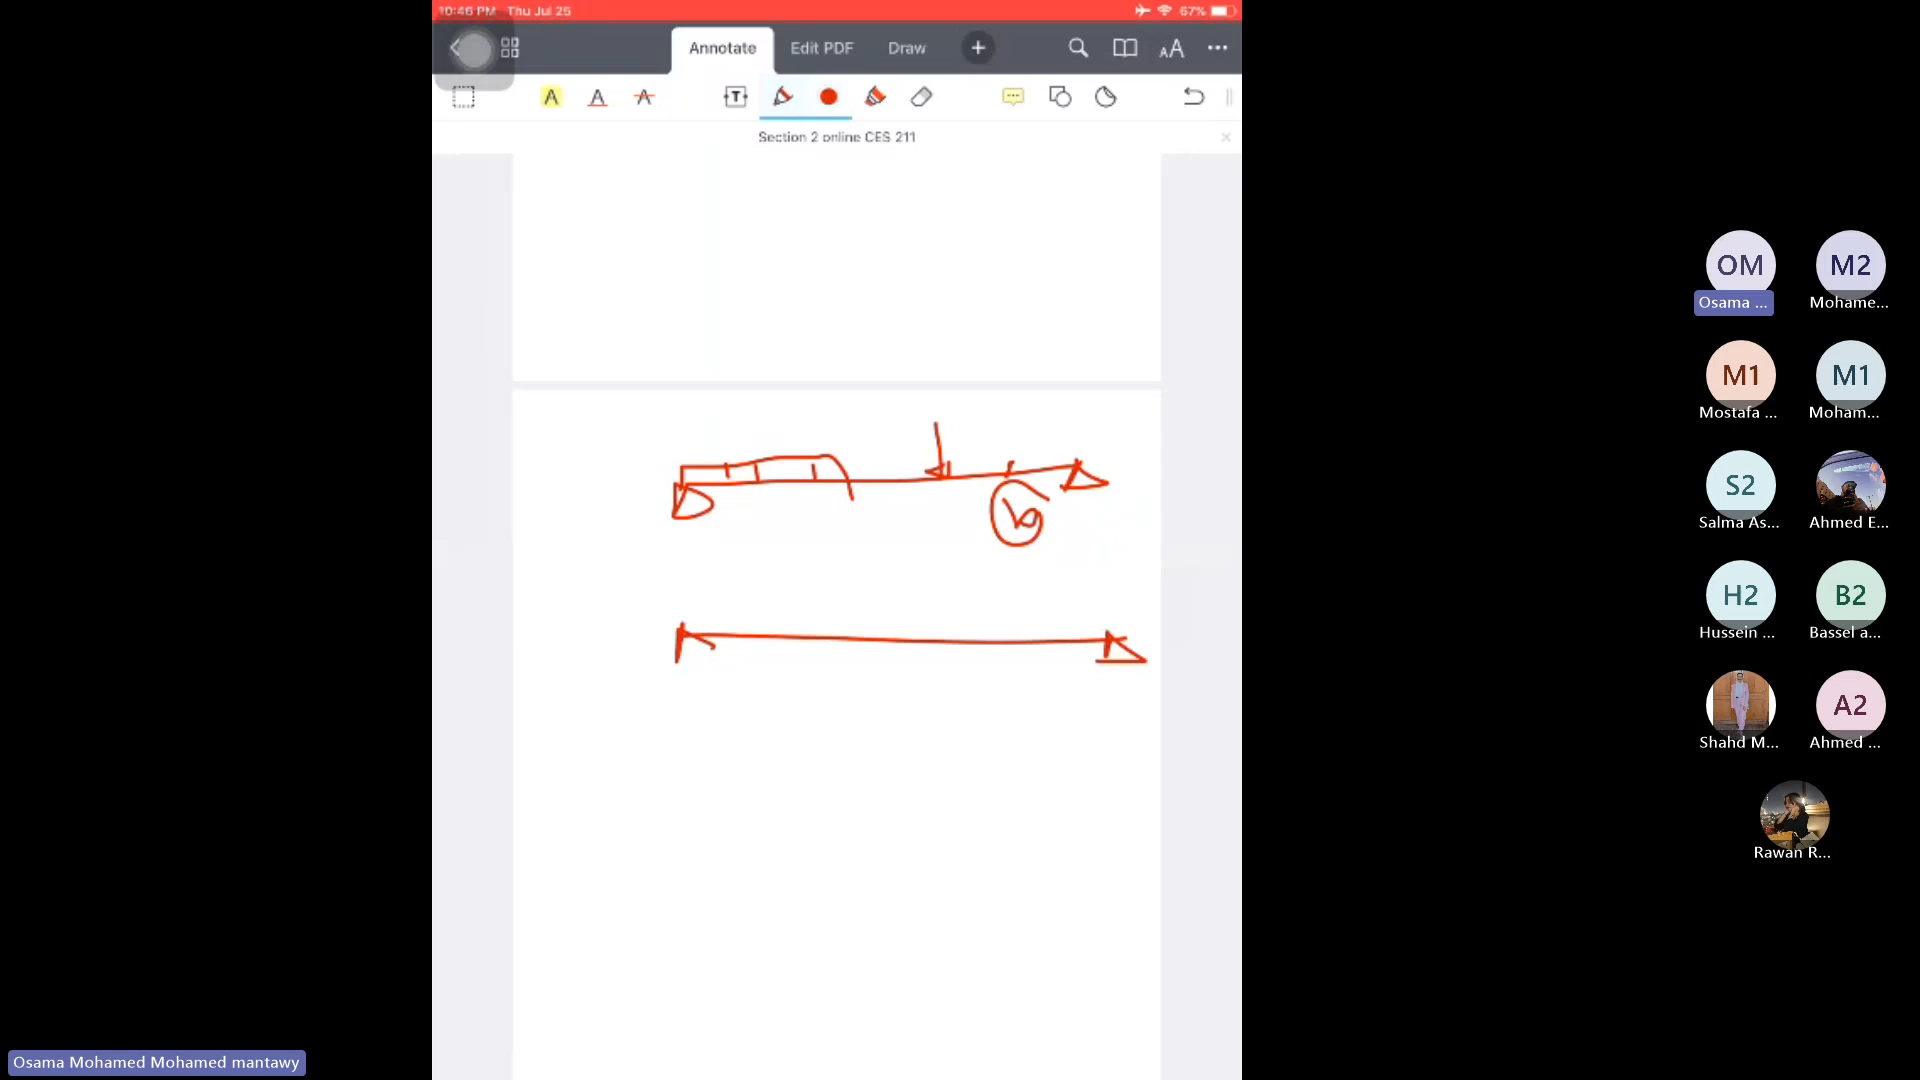 10:46 PM Thu Jul 25
67%
Annotate Edit PDF Draw
AA
A A A T
Section 2 online CES 211
b
OM M2
Osama ... Mohame...
M1 M1
Mostafa ... Moham...
S2
Salma As... Ahmed E...
H2 B2
Hussein ... Bassel a...
A2
Shahd M... Ahmed ...
Rawan R...
Osama Mohamed Mohamed mantawy